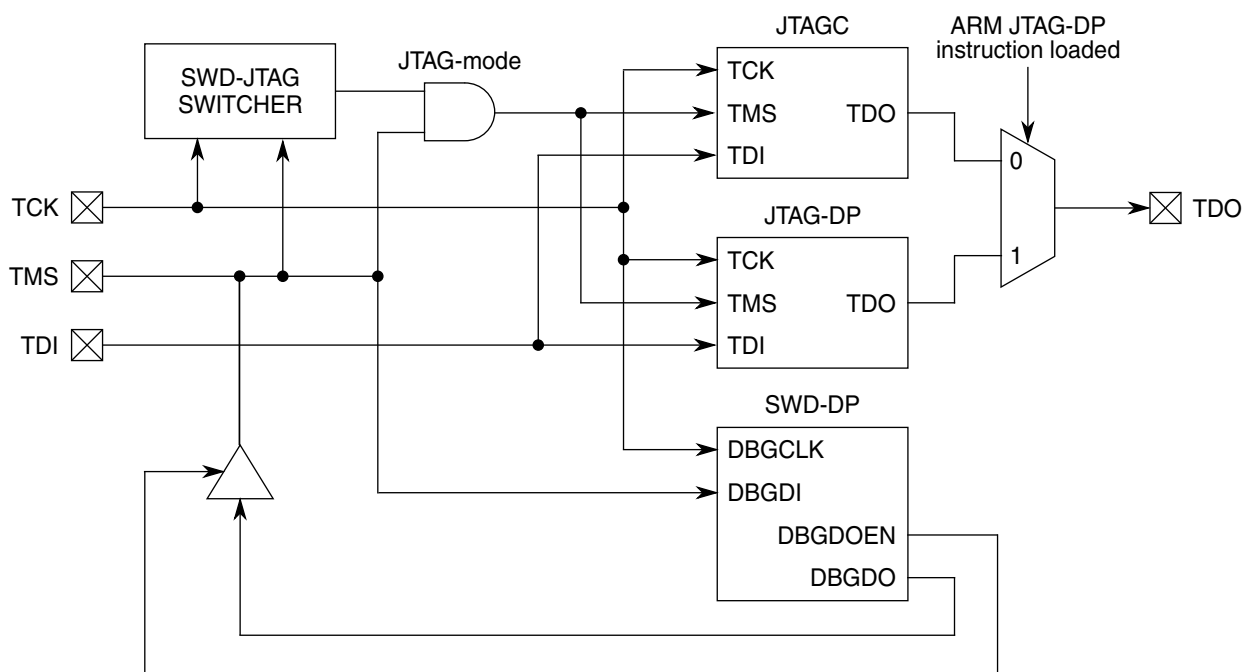 JTAGC
ARM JTAG-DP
instruction loaded
SWD-JTAG
SWITCHER
JTAG-mode
TCK
TMS
TDO
TDI
0
TCK
TDO
JTAG-DP
TCK
1
TMS
TMS
TDO
TDI
TDI
SWD-DP
DBGCLK
DBGDI
DBGDOEN
DBGDO